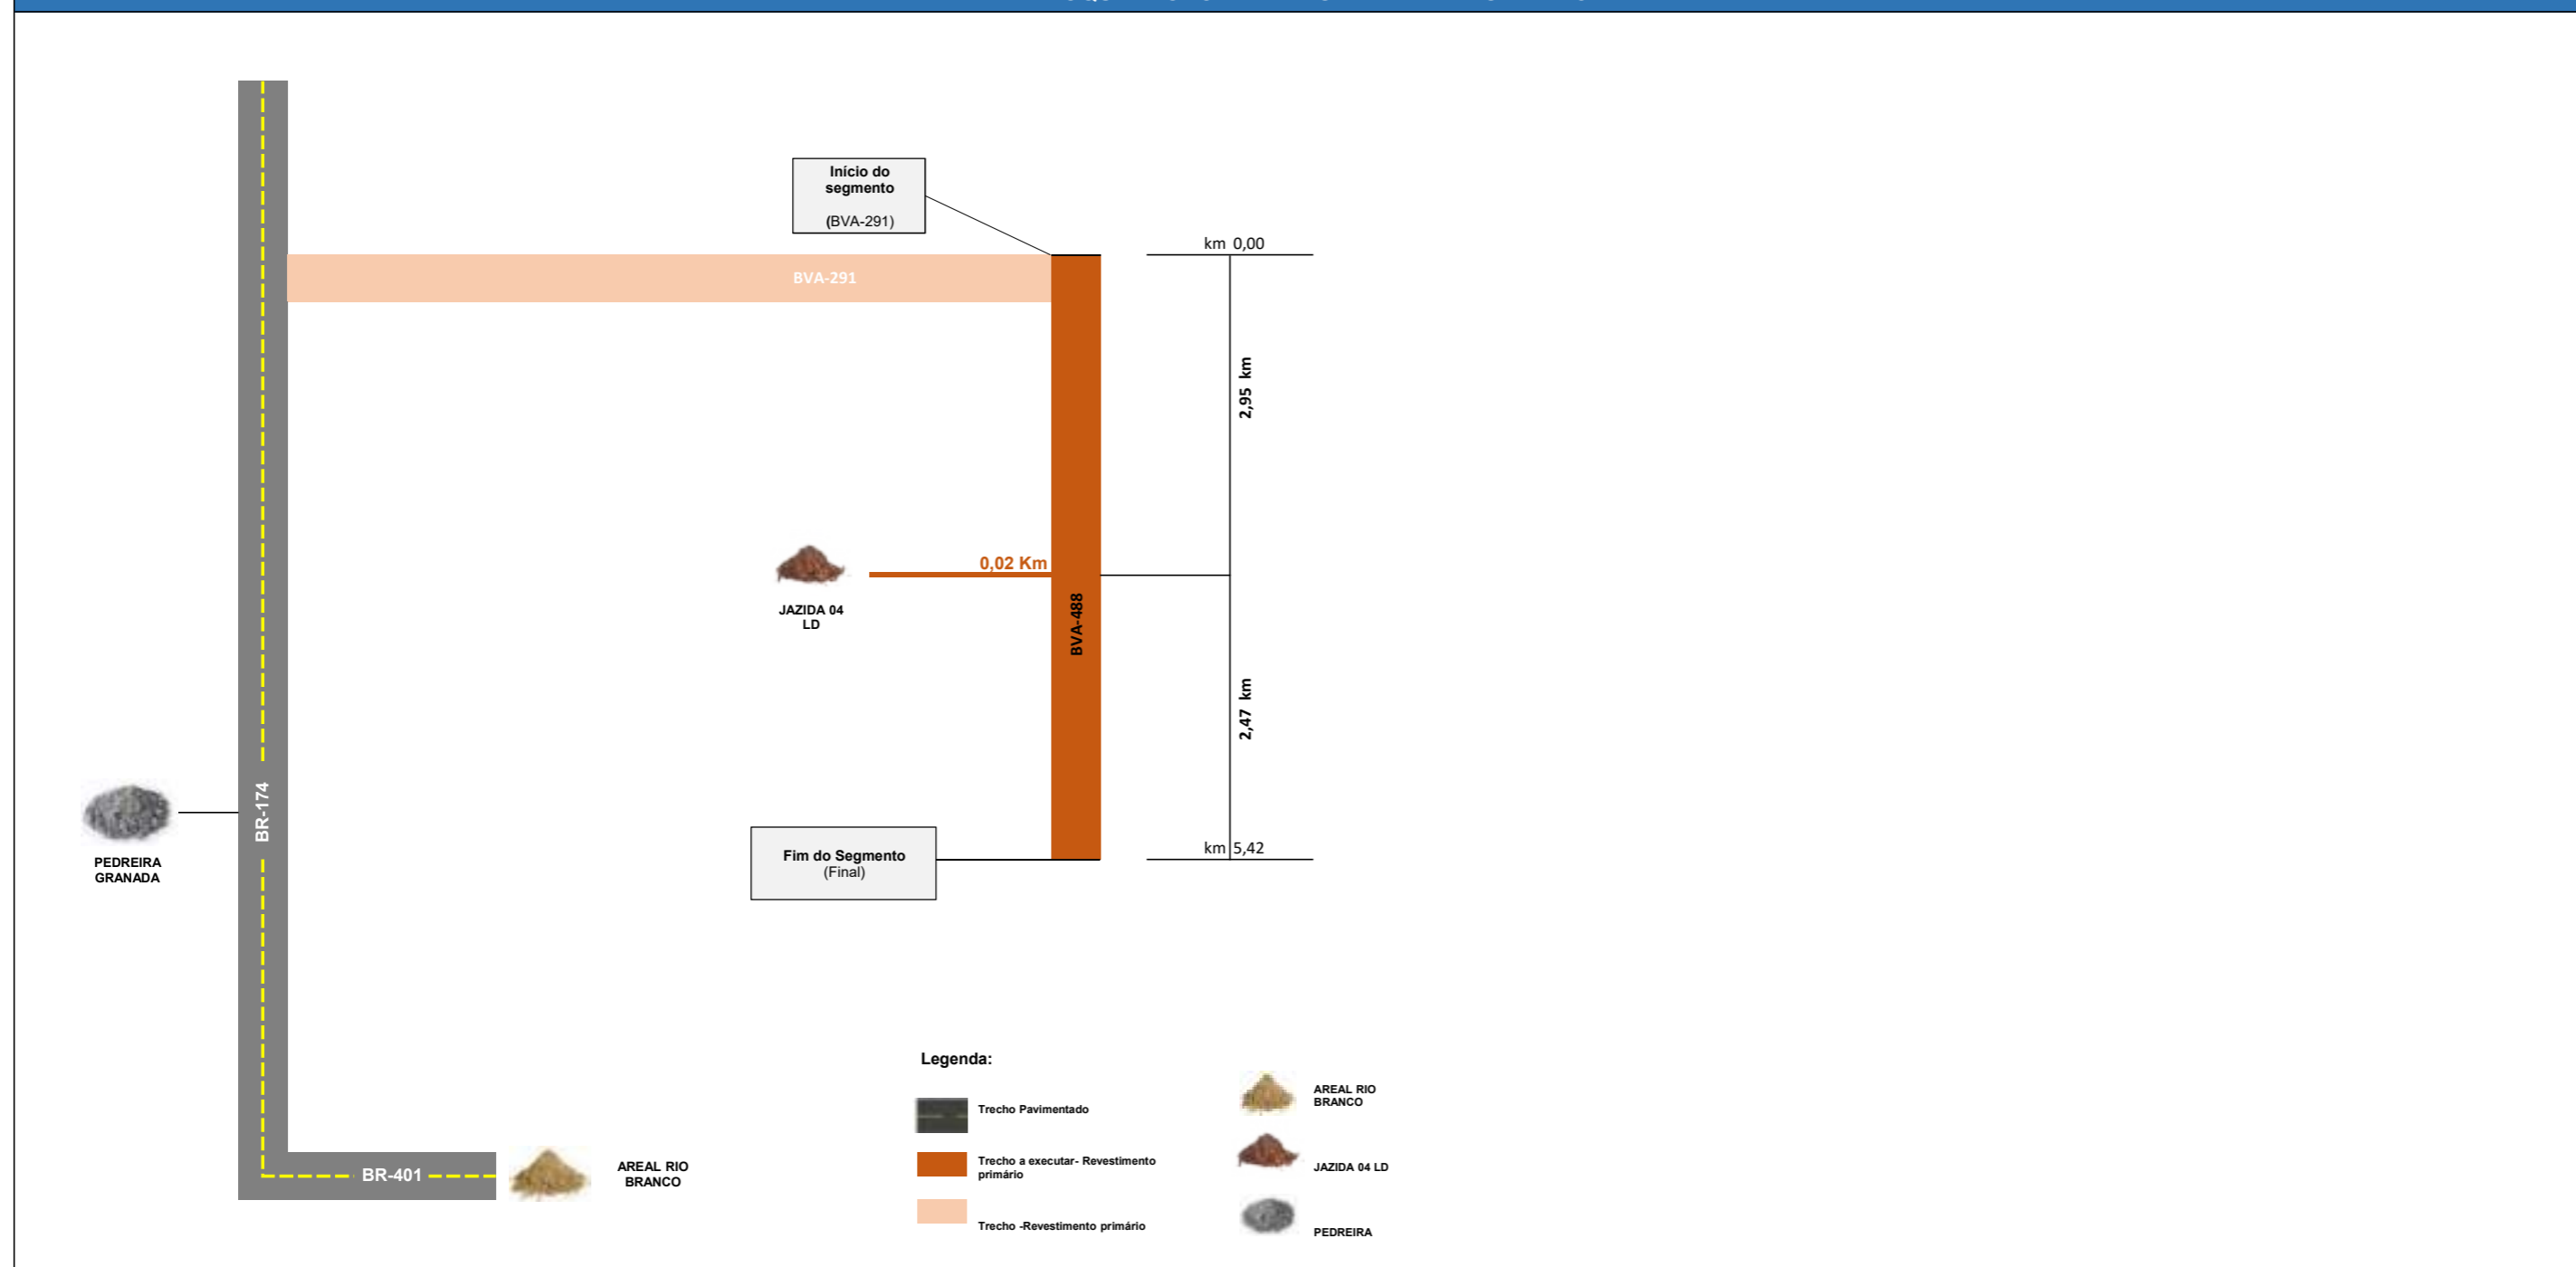 Início do
segmento
(BVA-291)
km 0,00
BVA-291
2,95 km
0,02 Km
JAZIDA 04
LD
BVA-488
2,47 km
BR-174
PEDREIRA
GRANADA
Fim do Segmento
(Final)
km 5,42
BR-401
AREAL RIO
BRANCO
Legenda:
Trecho Pavimentado
Trecho a executar- Revestimento
primário
Trecho -Revestimento primário
AREAL RIO
BRANCO
JAZIDA 04 LD
PEDREIRA